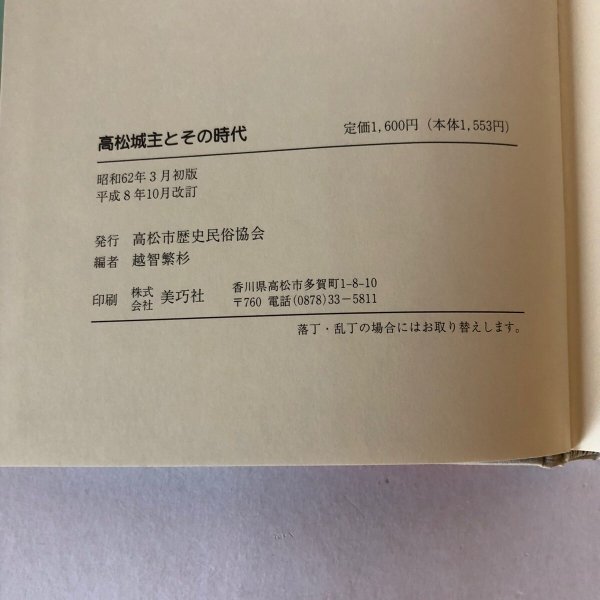 高松城主とその時代 定価1,600円（本体1,553円）
昭和62年3月初版
平成8年10月改訂
発行 高松市歴史民俗協会
編者 越智繁杉
印刷 株式会社 美巧社 香川県高松市多賀町1-8-10
〒760 電話(0878)33-5811
落丁・乱丁の場合にはお取り替えします。